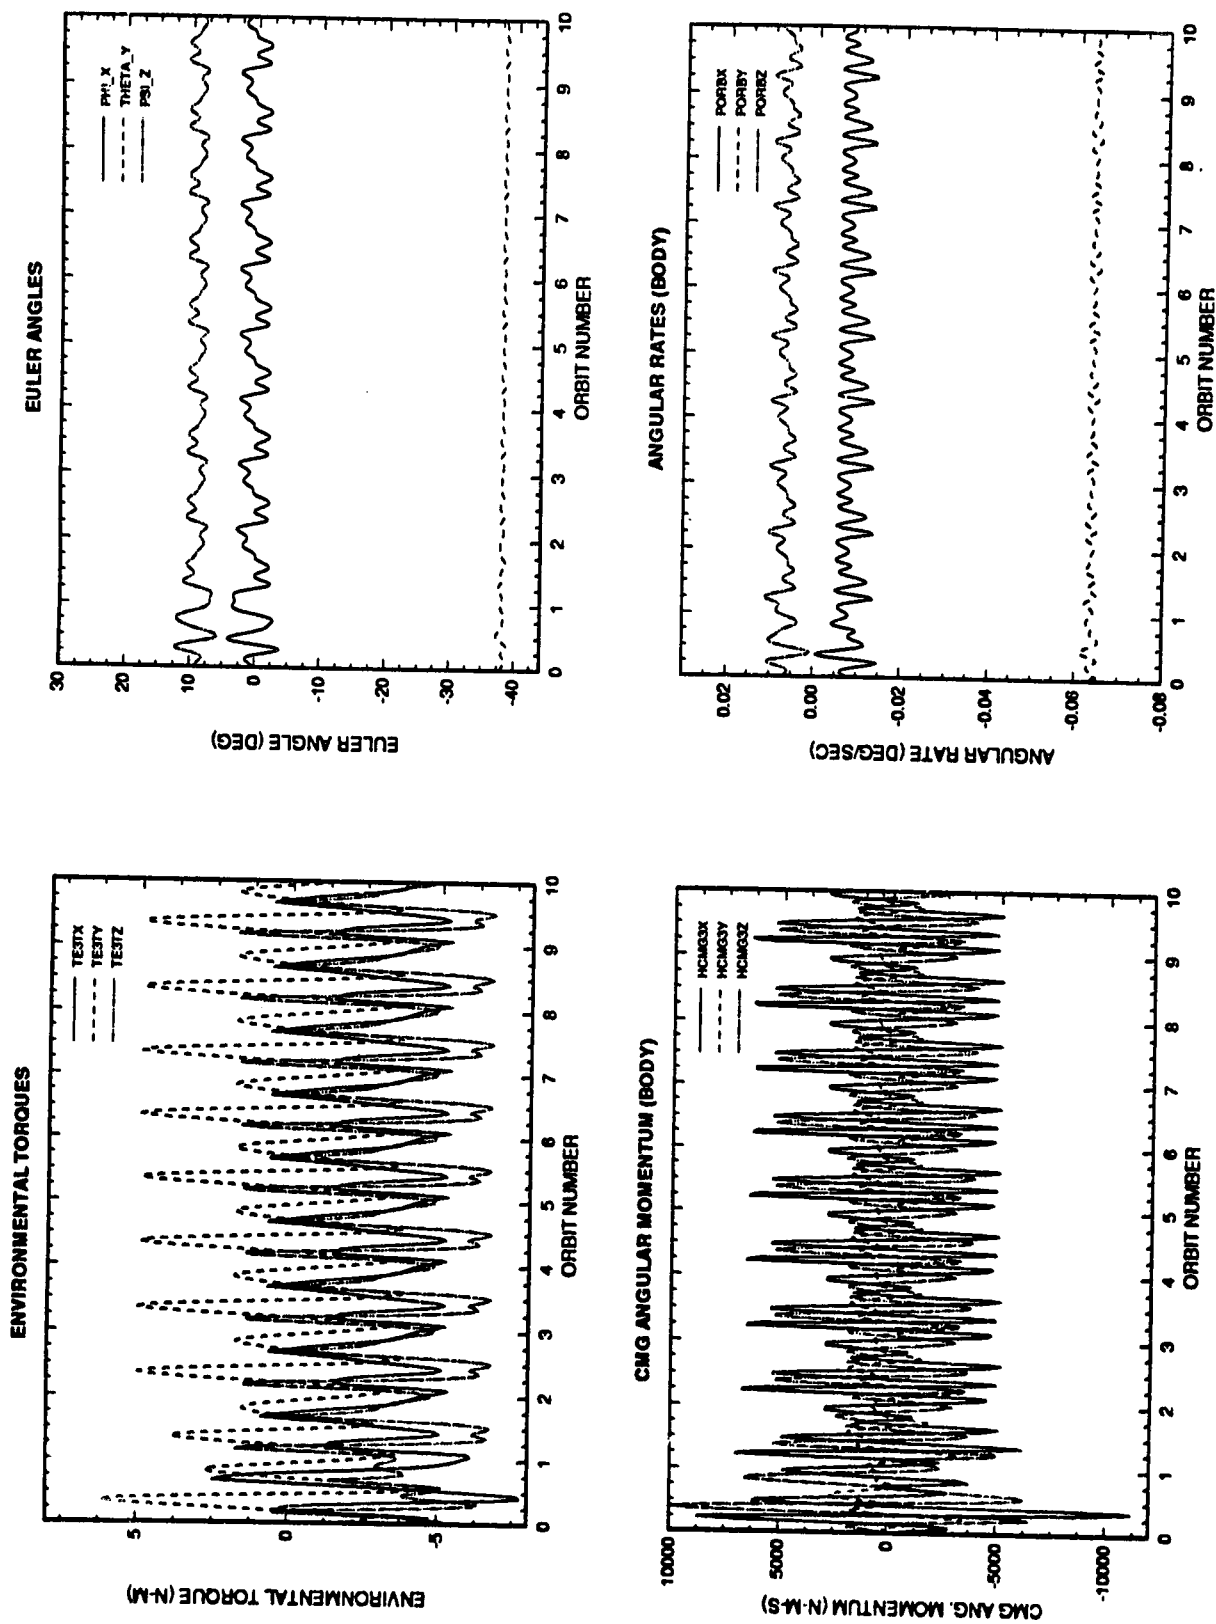 ENVIRONMENTAL TORQUES
TE3TX
TE3TY
TE3TZ
5
0
-5
0 1 2 3 4 5 6 7 8 9 10
ENVIRONMENTAL TORQUE (N-M)
ORBIT NUMBER
EULER ANGLES
PHI_X
THETA_Y
PSI_Z
30
20
10
0
-10
-20
-30
-40
0 1 2 3 4 5 6 7 8 9 10
EULER ANGLE (DEG)
ORBIT NUMBER
CMG ANGULAR MOMENTUM (BODY)
HCMG3X
HCMG3Y
HCMG3Z
10000
5000
0
-5000
-10000
0 1 2 3 4 5 6 7 8 9 10
CMG ANG. MOMENTUM (N-M-S)
ORBIT NUMBER
ANGULAR RATES (BODY)
PORBX
PORBY
PORBZ
0.02
0.00
-0.02
-0.04
-0.06
-0.08
0 1 2 3 4 5 6 7 8 9 10
ANGULAR RATE (DEG/SEC)
ORBIT NUMBER